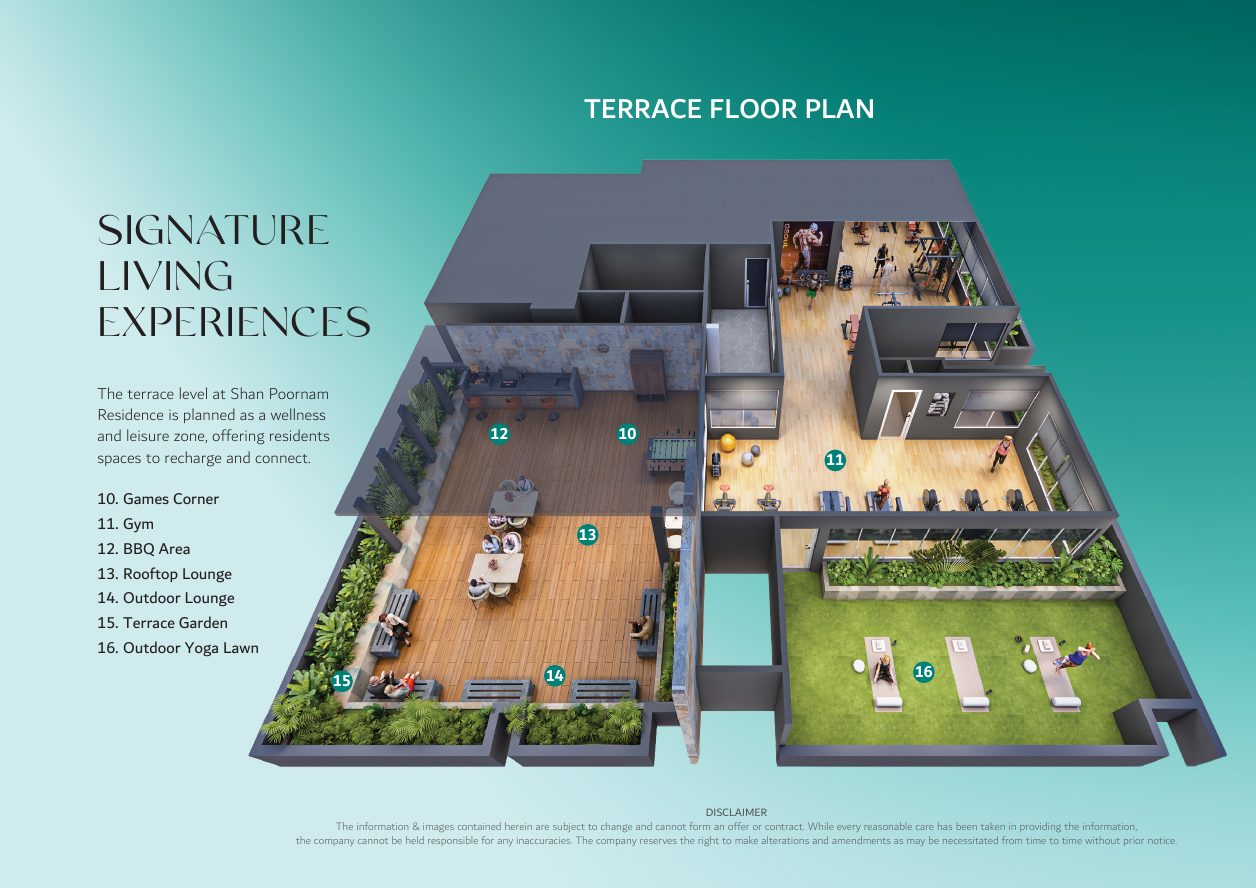 TERRACE FLOOR PLAN
SIGNATURE
LIVING
EXPERIENCES
The terrace level at Shan Poornam
Residence is planned as a wellness
and leisure zone, offering residents
spaces to recharge and connect.
10. Games Corner
11. Gym
12. BBQ Area
13. Rooftop Lounge
14. Outdoor Lounge
15. Terrace Garden
16. Outdoor Yoga Lawn
12
10
11
13
14
15
16
DISCLAIMER
The information & images contained herein are subject to change and cannot form an offer or contract. While every reasonable care has been taken in providing the information,
the company cannot be held responsible for any inaccuracies. The company reserves the right to make alterations and amendments as may be necessitated from time to time without prior notice.